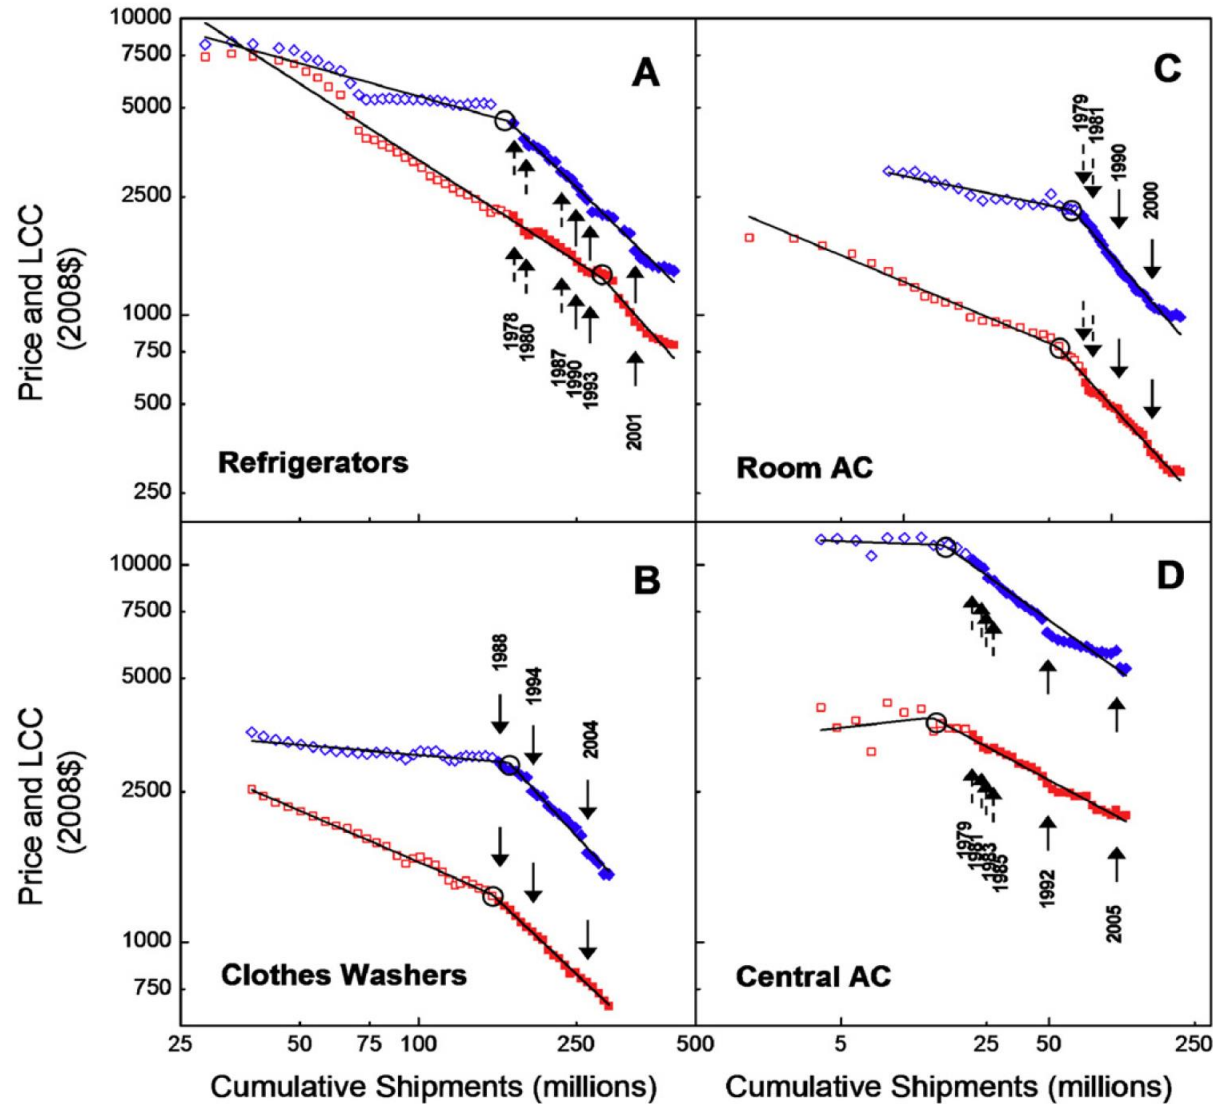 10000
7500
5000
2500
1000
750
500
250
Price and LCC
(2008$)
A
1978
1980
1987
1990
1993
2001
Refrigerators
C
1979
1981
1990
2000
Room AC
10000
7500
5000
2500
1000
750
Price and LCC
(2008$)
B
1988
1994
2004
Clothes Washers
D
1979
1981
1983
1985
1992
2005
Central AC
25 50 75 100 250 500
5 25 50 250
Cumulative Shipments (millions)
Cumulative Shipments (millions)